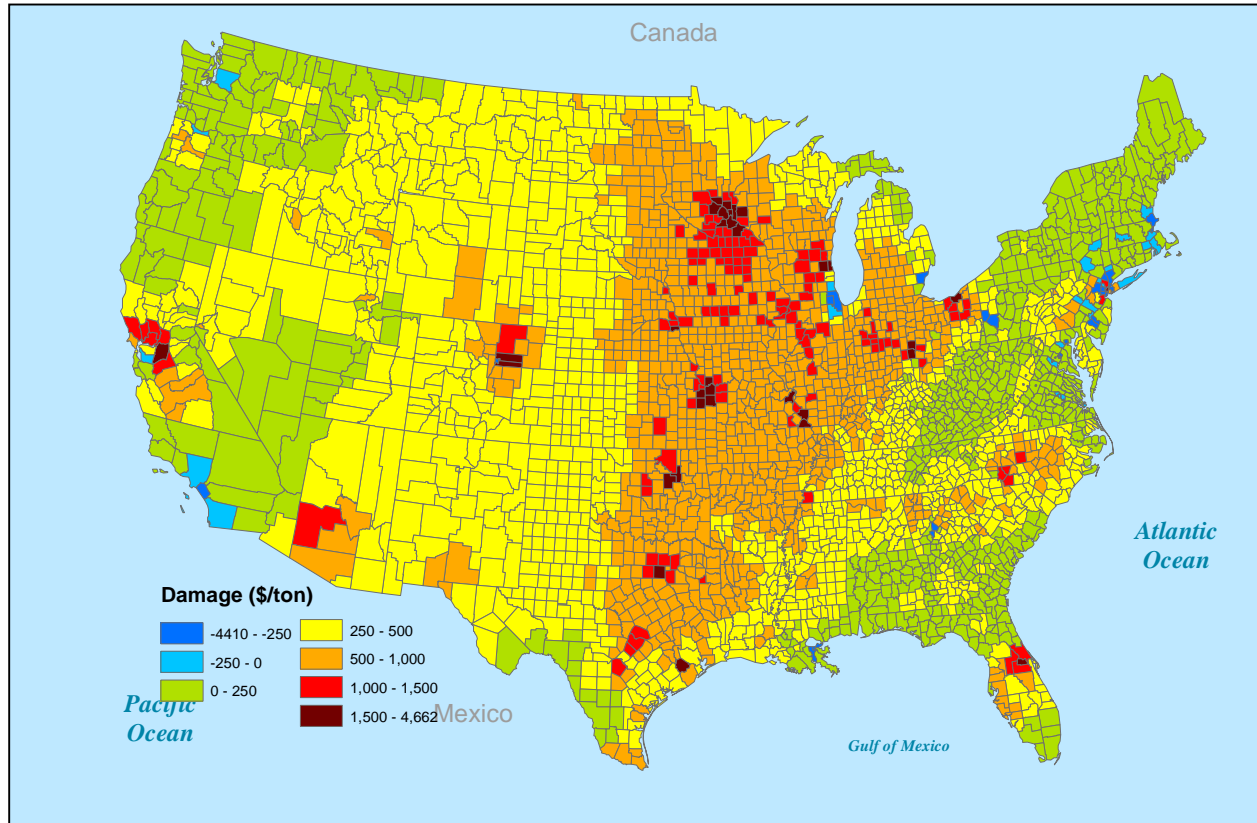 Canada
Atlantic
Ocean
Damage ($/ton)
-4410 - -250
-250 - 0
0 - 250
250 - 500
500 - 1,000
1,000 - 1,500
1,500 - 4,662
Pacific
Ocean
Mexico
Gulf of Mexico